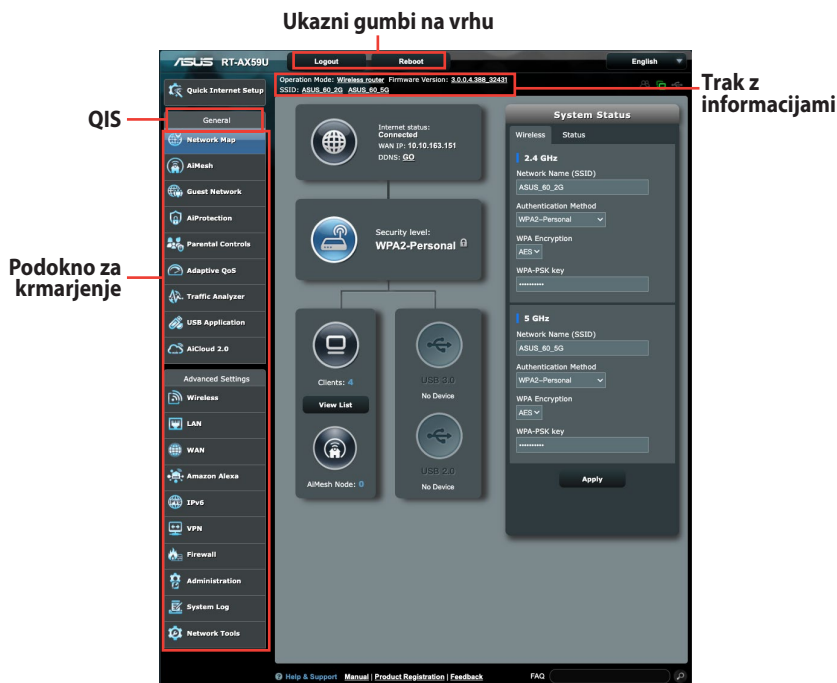 Ukazni gumbi na vrhu
ASUS RT-AX59U
Logout
Reboot
English
Operation Mode: Wireless router Firmware Version: 3.0.0.4.388_32431
SSID: ASUS_60_2G ASUS_60_5G
Trak z
informacijami
QIS
Podokno za
krmarjenje
Quick Internet Setup
General
Network Map
AiMesh
Guest Network
AiProtection
Parental Controls
Adaptive QoS
Traffic Analyzer
USB Application
AiCloud 2.0
Advanced Settings
Wireless
LAN
WAN
Amazon Alexa
IPv6
VPN
Firewall
Administration
System Log
Network Tools
Internet status:
Connected
WAN IP: 10.10.163.151
DDNS: GO
Security level:
WPA2-Personal
Clients: 4
View List
AiMesh Node: 0
USB 3.0
No Device
USB 2.0
No Device
System Status
Wireless
Status
2.4 GHz
Network Name (SSID)
ASUS_60_2G
Authentication Method
WPA2-Personal
WPA Encryption
AES
WPA-PSK key
••••••••••
5 GHz
Network Name (SSID)
ASUS_60_5G
Authentication Method
WPA2-Personal
WPA Encryption
AES
WPA-PSK key
••••••••••
Apply
Help & Support Manual | Product Registration | Feedback
FAQ